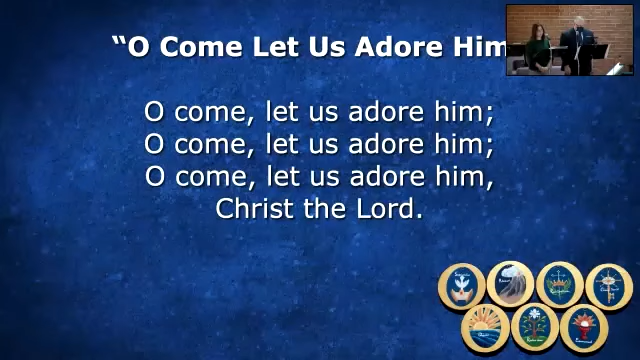 “O Come Let Us Adore Him
O come, let us adore him;
O come, let us adore him;
O come, let us adore him,
Christ the Lord.